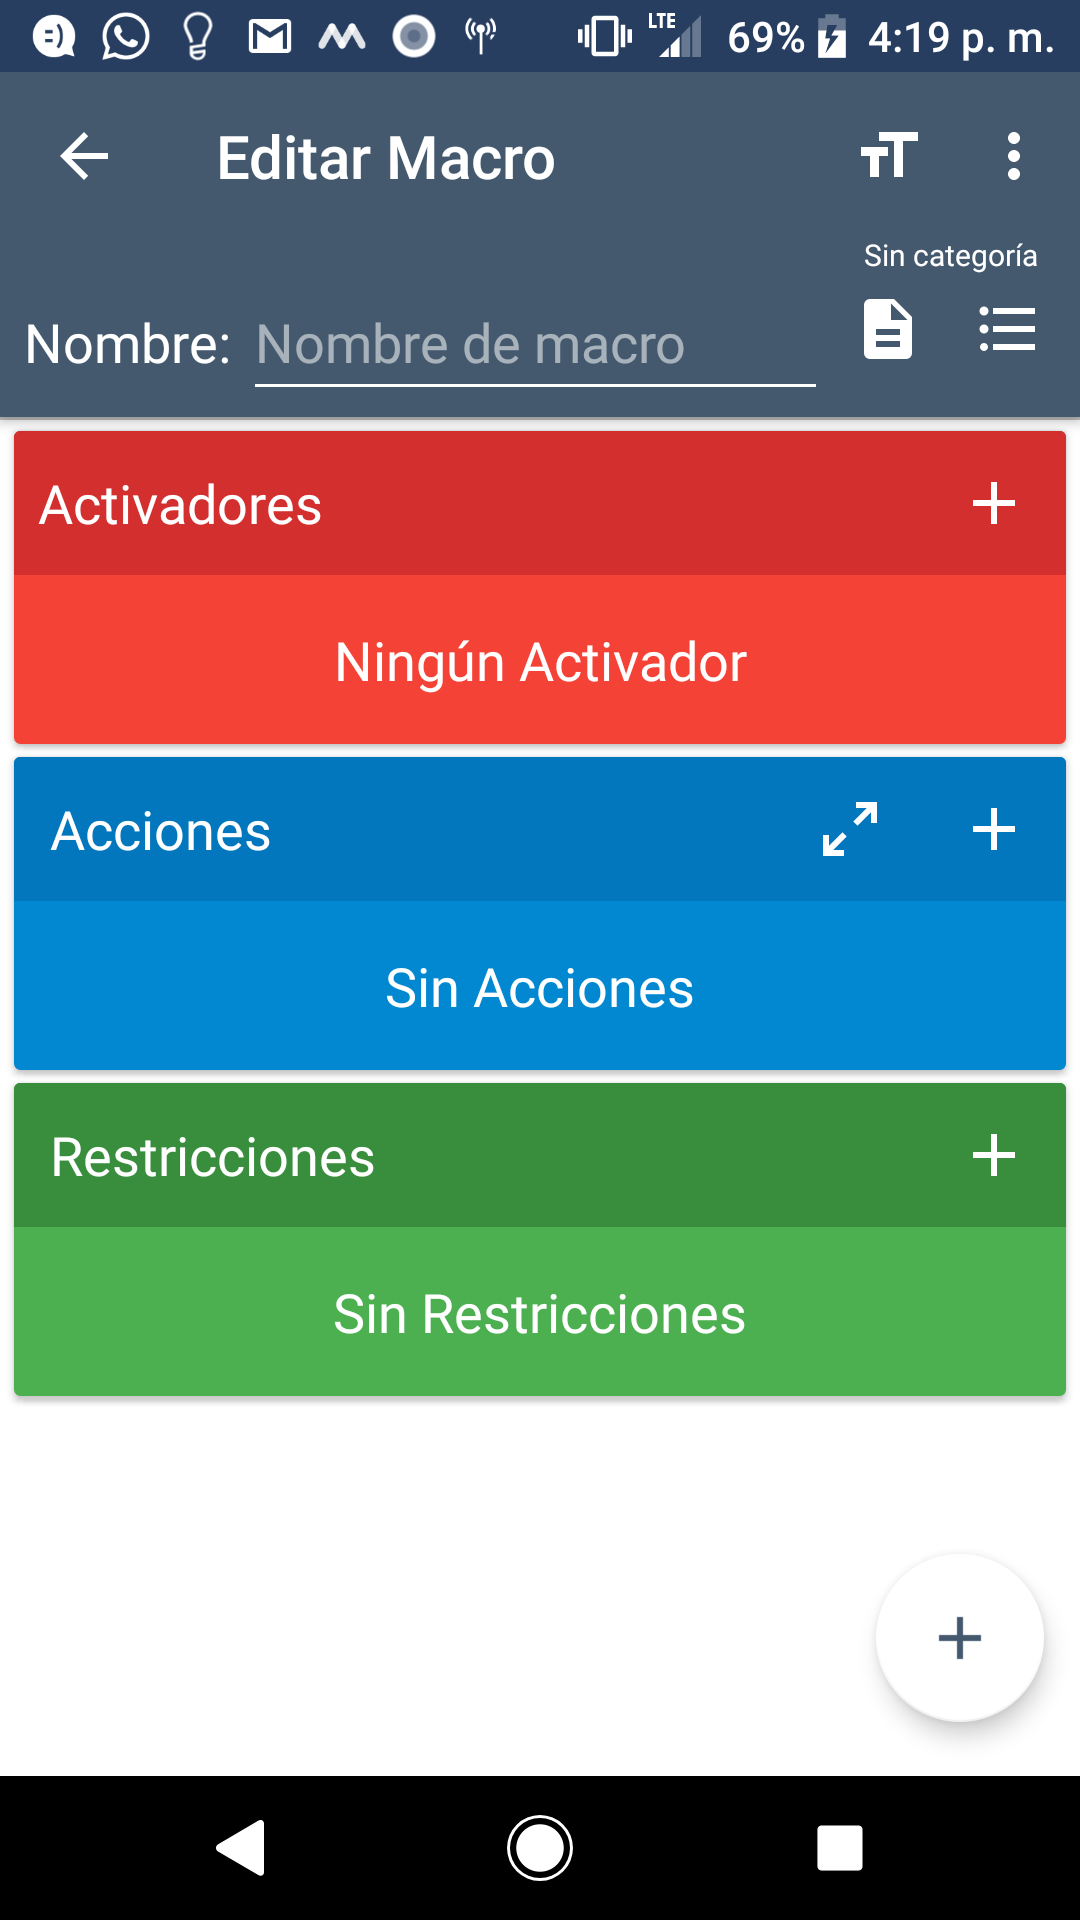 LTE 69% 4:19 p. m.
Editar Macro
Sin categoría
Nombre: Nombre de macro
Activadores
Ningún Activador
Acciones
Sin Acciones
Restricciones
Sin Restricciones